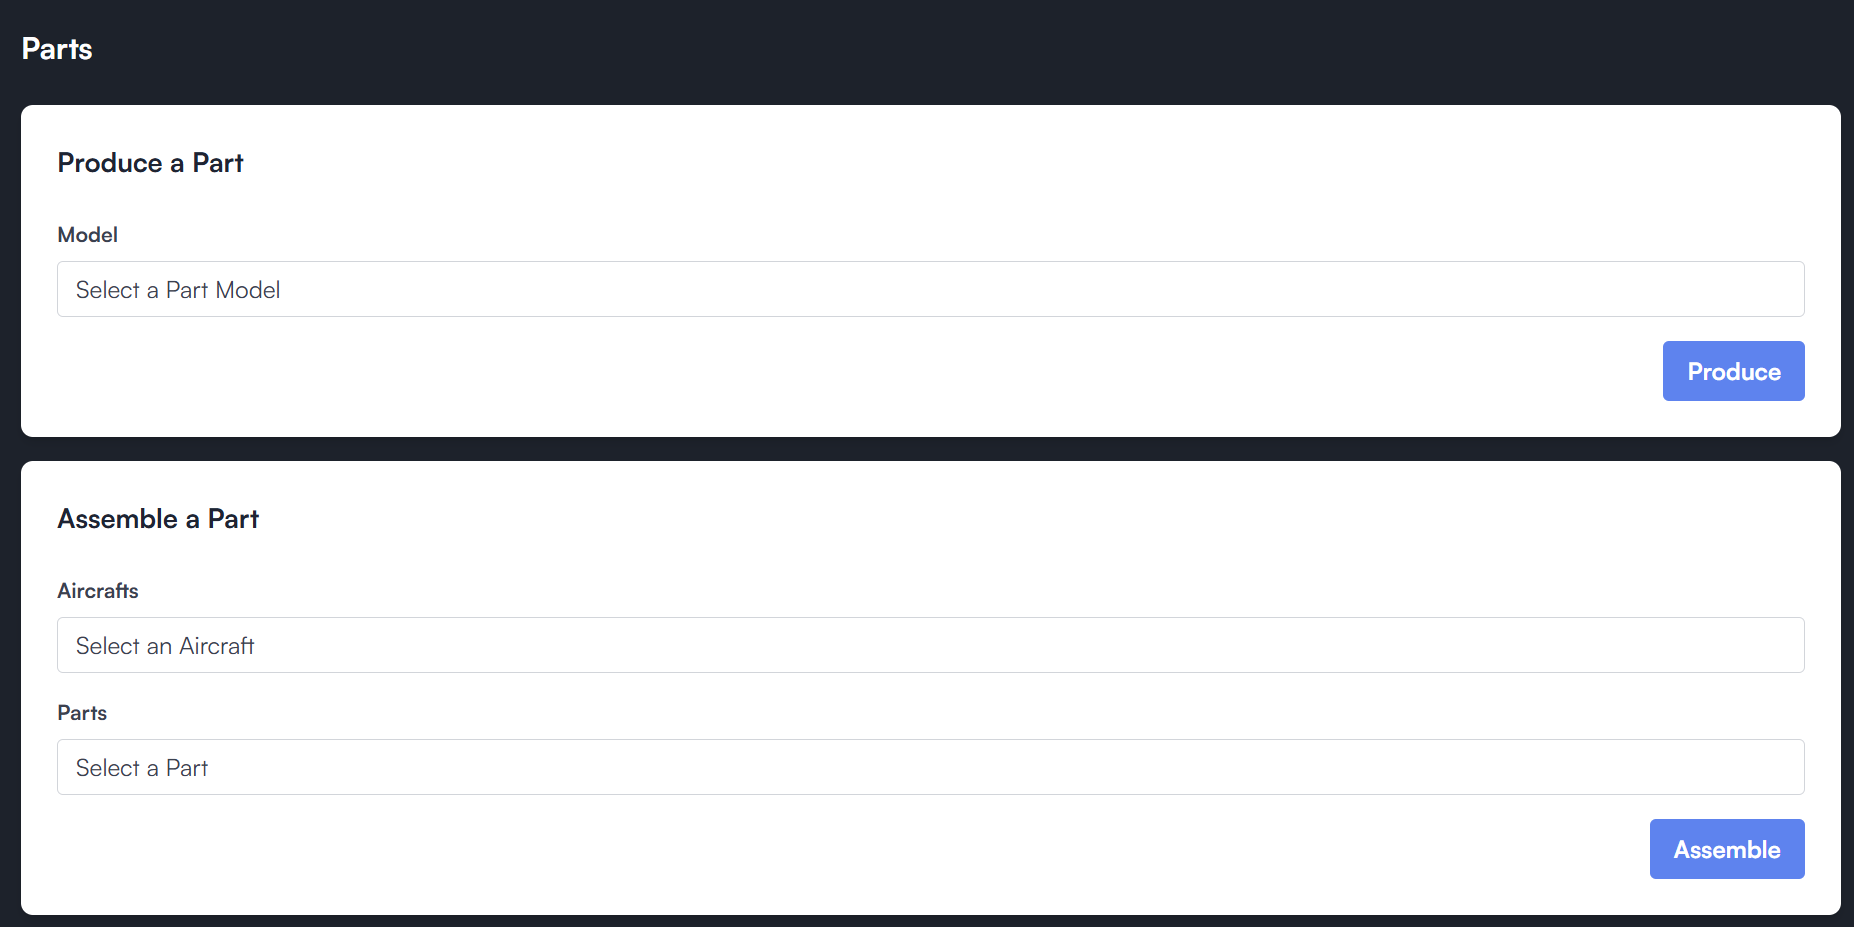 Parts
Produce a Part
Model
Select a Part Model
Produce
Assemble a Part
Aircrafts
Select an Aircraft
Parts
Select a Part
Assemble